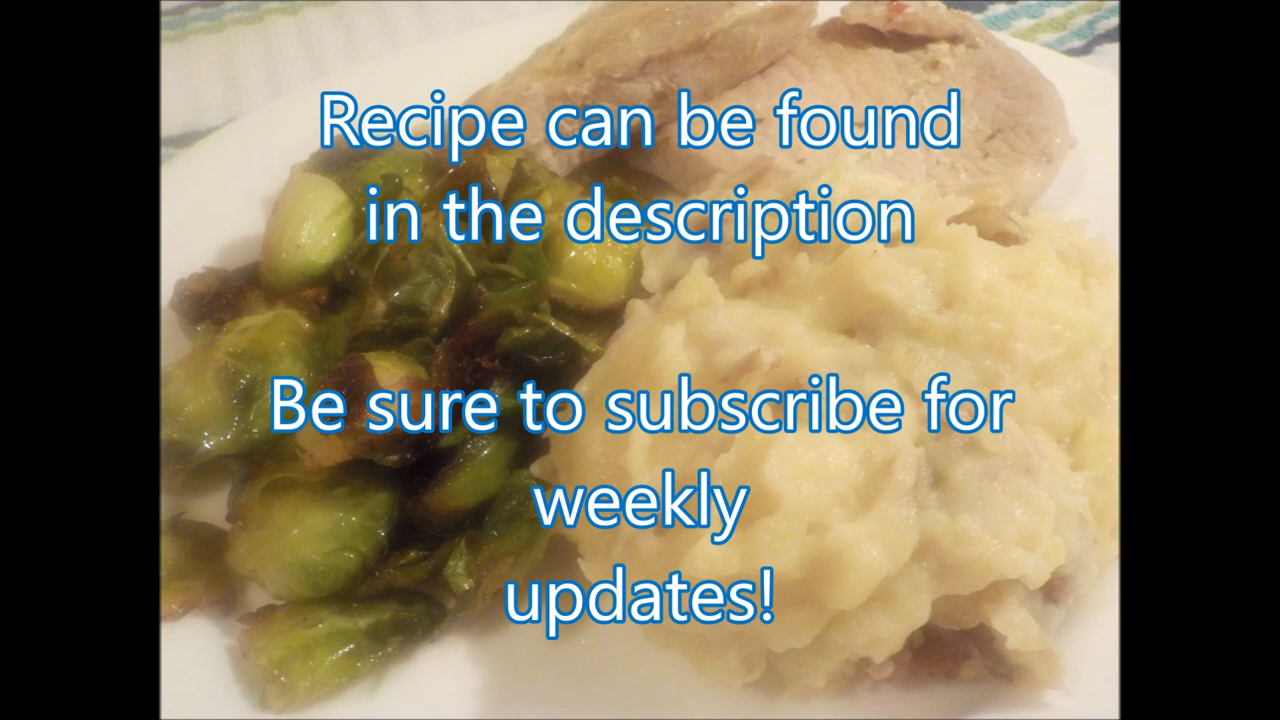 Recipe can be found
in the description
Be sure to subscribe for
weekly
updates!